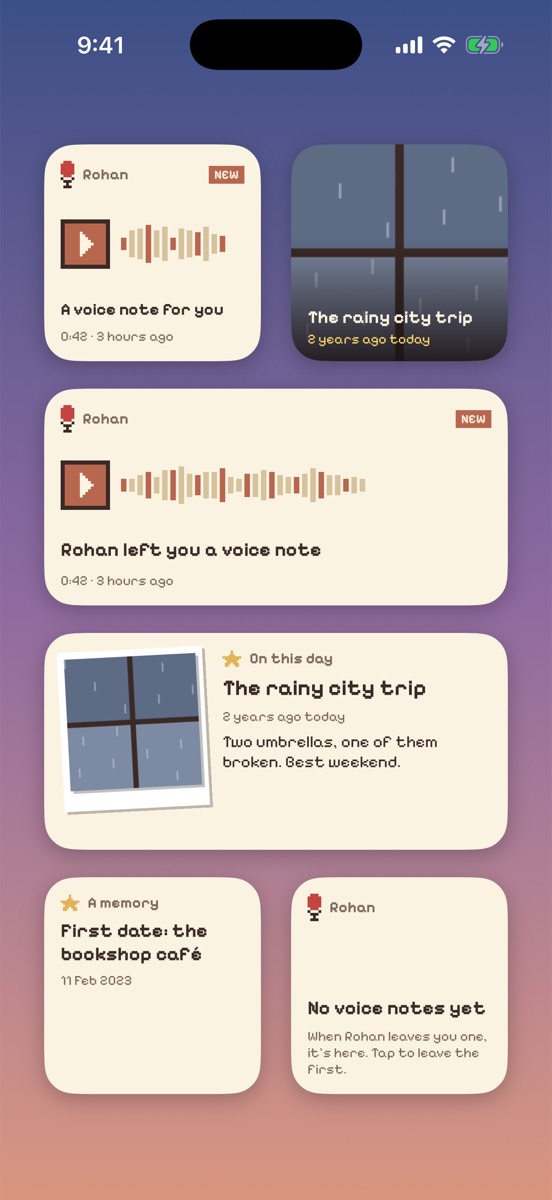 9:41
Rohan
NEW
A voice note for you
0:42 · 3 hours ago
The rainy city trip
2 years ago today
Rohan
NEW
Rohan left you a voice note
0:42 · 3 hours ago
On this day
The rainy city trip
2 years ago today
Two umbrellas, one of them
broken. Best weekend.
A memory
First date: the
bookshop café
11 Feb 2023
Rohan
No voice notes yet
When Rohan leaves you one,
it's here. Tap to leave the
first.